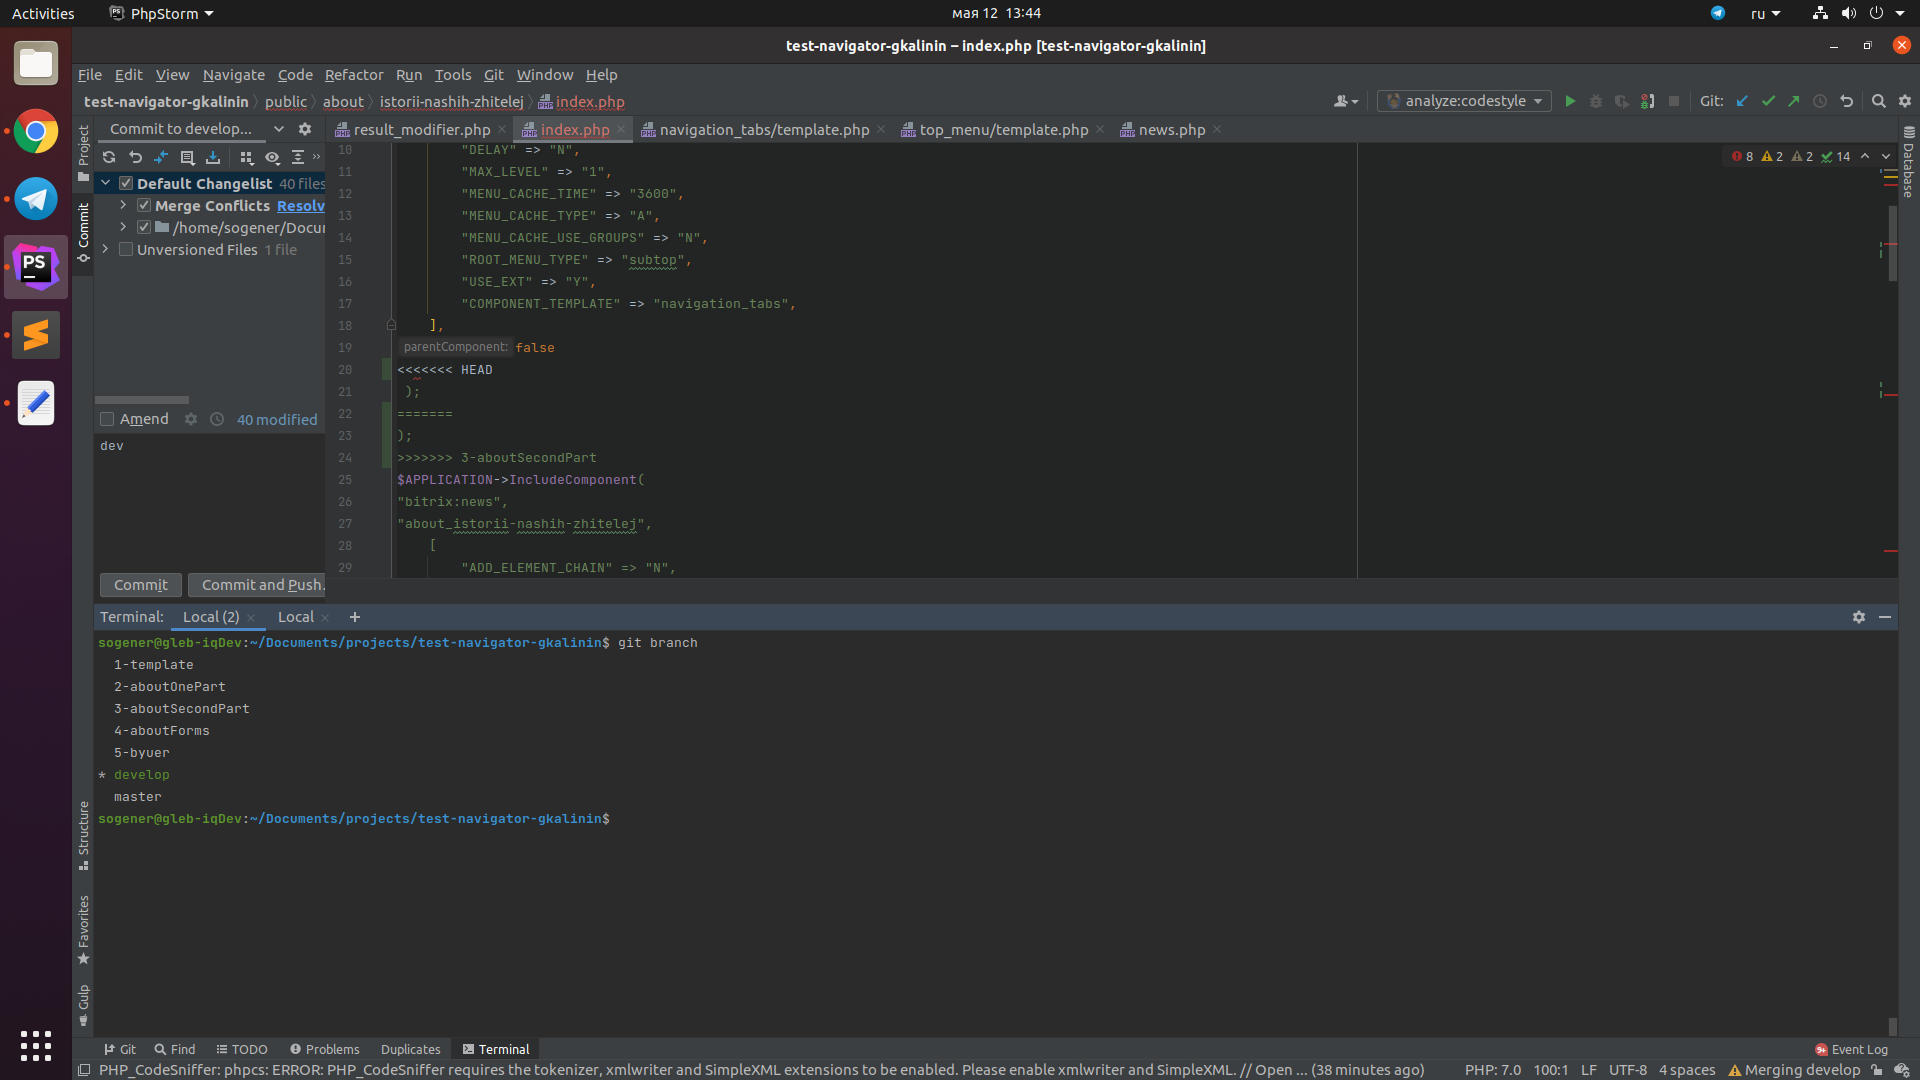 Activities
PhpStorm
мая 12 13:44
ru
test-navigator-gkalinin – index.php [test-navigator-gkalinin]
File Edit View Navigate Code Refactor Run Tools Git Window Help
test-navigator-gkalinin public about istorii-nashih-zhitelej index.php
analyze:codestyle
Git:
Project
Commit
Structure
Favorites
Gulp
Commit to develop...
Default Changelist 40 files
Merge Conflicts Resolv
/home/sogener/Docu
Unversioned Files 1 file
Amend
40 modified
dev
Commit
Commit and Push.
result_modifier.php
index.php
navigation_tabs/template.php
top_menu/template.php
news.php
8 2 2 14
Database
10 "DELAY" => "N",
11 "MAX_LEVEL" => "1",
12 "MENU_CACHE_TIME" => "3600",
13 "MENU_CACHE_TYPE" => "A",
14 "MENU_CACHE_USE_GROUPS" => "N",
15 "ROOT_MENU_TYPE" => "subtop",
16 "USE_EXT" => "Y",
17 "COMPONENT_TEMPLATE" => "navigation_tabs",
18 ],
19 parentComponent: false
20 <<<<<<< HEAD
21 );
22 =======
23 );
24 >>>>>>> 3-aboutSecondPart
25 $APPLICATION->IncludeComponent(
26 "bitrix:news",
27 "about_istorii-nashih-zhitelej",
28 [
29 "ADD_ELEMENT_CHAIN" => "N",
Terminal: Local (2) Local
sogener@gleb-iqDev:~/Documents/projects/test-navigator-gkalinin$ git branch
1-template
2-aboutOnePart
3-aboutSecondPart
4-aboutForms
5-byuer
* develop
master
sogener@gleb-iqDev:~/Documents/projects/test-navigator-gkalinin$
Git Find TODO Problems Duplicates Terminal
9+ Event Log
PHP_CodeSniffer: phpcs: ERROR: PHP_CodeSniffer requires the tokenizer, xmlwriter and SimpleXML extensions to be enabled. Please enable xmlwriter and SimpleXML. // Open ... (38 minutes ago)
PHP: 7.0 100:1 LF UTF-8 4 spaces Merging develop